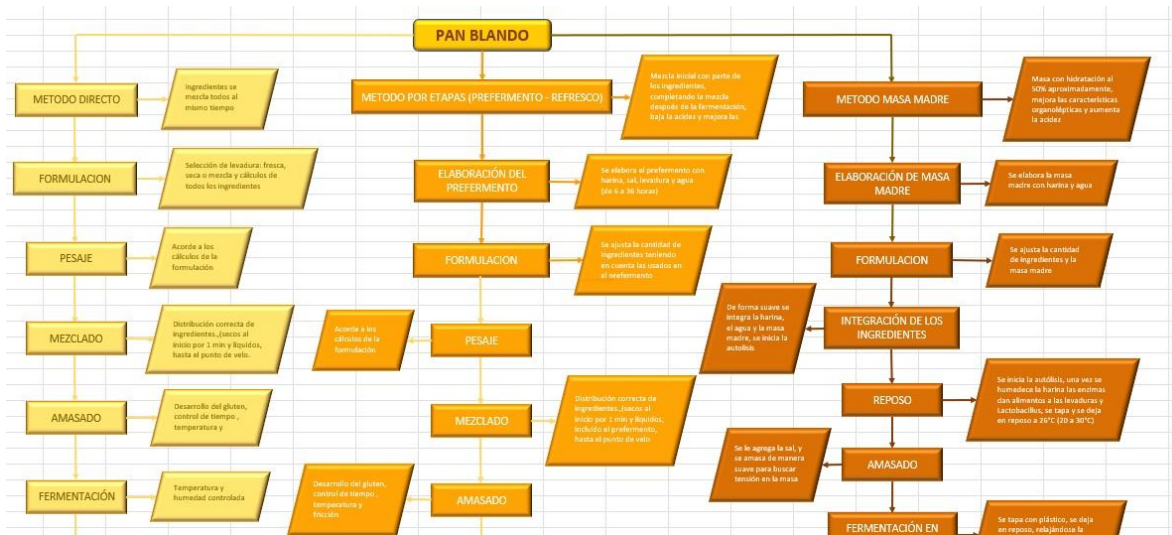 PAN BLANDO
METODO DIRECTO
Ingredientes se
mezcla todos al
mismo tiempo
FORMULACION
Selección de levadura: fresca,
seca o mezcla y cálculos de
todos los ingredientes
PESAJE
Acorde a los
cálculos de la
formulación
MEZCLADO
Distribución correcta de
ingredientes.,(secos al
inicio por 1 min y líquidos,
hasta el punto de velo.
AMASADO
Desarrollo del gluten,
control de tiempo ,
temperatura y
FERMENTACIÓN
Temperatura y
humedad controlada
METODO POR ETAPAS (PREFERMENTO - REFRESCO)
Mezcla inicial con parte de
los ingredientes,
completando la mezcla
después de la fermentación,
baja la acidez y mejora las
ELABORACIÓN DEL
PREFERMENTO
Se elabora el prefermento con
harina, sal, levadura y agua
(de 6 a 36 horas)
FORMULACION
Se ajusta la cantidad de
ingredientes teniendo
en cuenta las usados en
el
PESAJE
Acorde a los
cálculos de la
formulación
MEZCLADO
Distribución correcta de
ingredientes.,(secos al
inicio por 1 min y líquidos,
incluido el prefermento,
hasta el punto de velo
AMASADO
Desarrollo del gluten,
control de tiempo ,
temperatura y
fricción
METODO MASA MADRE
Masa con hidratación al
50% aproximadamente,
mejora las características
organolépticas y aumenta
la acidez
ELABORACIÓN DE MASA
MADRE
Se elabora la masa
madre con harina y agua
FORMULACION
Se ajusta la cantidad
de ingredientes y la
masa madre
INTEGRACIÓN DE LOS
INGREDIENTES
De forma suave se
integra la harina,
el agua y la masa
madre, se inicia la
autolisis
REPOSO
Se inicia la autólisis, una vez se
humedece la harina las enzimas
dan alimentos a las levaduras y
Lactobacillus, se tapa y se deja
en reposo a 26°C (20 a 30°C)
AMASADO
Se le agrega la sal, y
se amasa de manera
suave para buscar
tensión en la masa
FERMENTACIÓN EN
Se tapa con plástico, se deja
en reposo, relajándose la